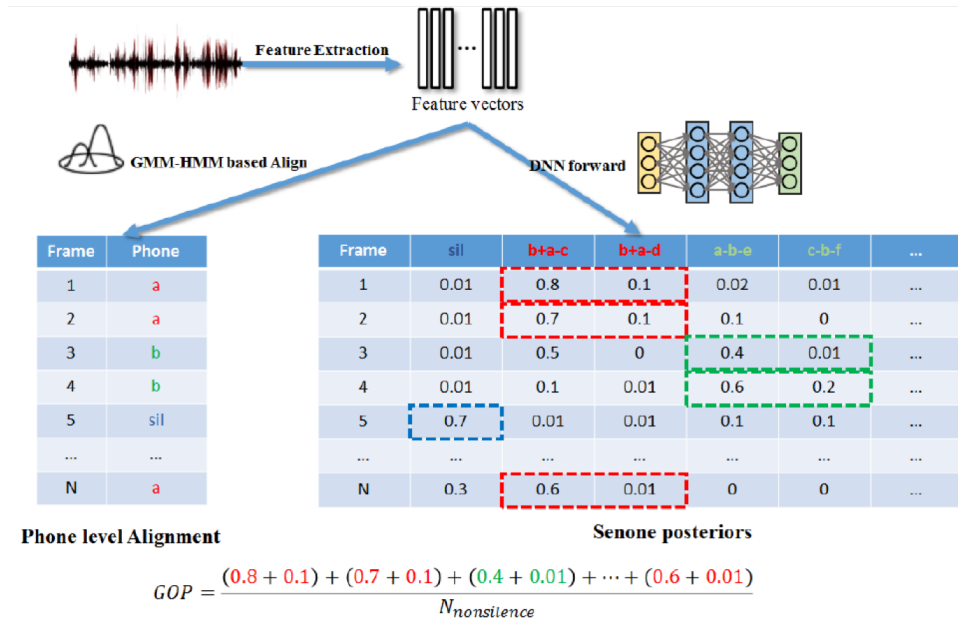 Feature Extraction
...
Feature vectors
GMM-HMM based Align
DNN forward
Frame Phone
1 a
2 a
3 b
4 b
5 sil
... ...
N a
Phone level Alignment
Frame sil b+a-c b+a-d a-b-e c-b-f ...
1 0.01 0.8 0.1 0.02 0.01 ...
2 0.01 0.7 0.1 0.1 0 ...
3 0.01 0.5 0 0.4 0.01 ...
4 0.01 0.1 0.01 0.6 0.2 ...
5 0.7 0.01 0.01 0.1 0.1 ...
... ... ... ... ... ... ...
N 0.3 0.6 0.01 0 0 ...
Senone posteriors
(0.8 + 0.1) + (0.7 + 0.1) + (0.4 + 0.01) + ⋯ + (0.6 + 0.01)
GOP =
N_nonsilence